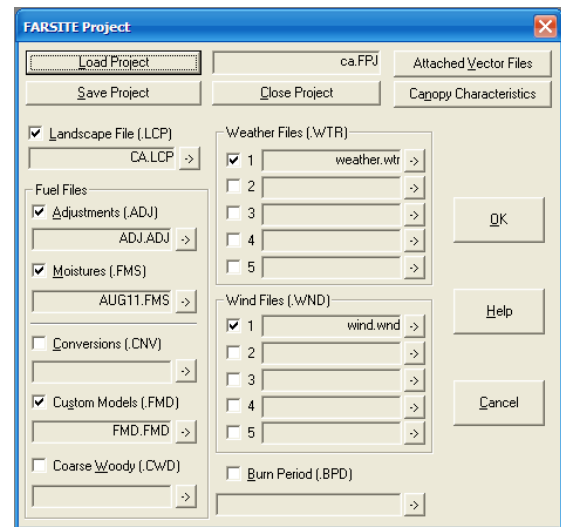 FARSITE Project
Load Project
ca.FPJ
Attached Vector Files
Save Project
Close Project
Canopy Characteristics
Landscape File (.LCP)
CA.LCP ->
Fuel Files
Adjustments (.ADJ)
ADJ.ADJ ->
Moistures (.FMS)
AUG11.FMS ->
Conversions (.CNV)
->
Custom Models (.FMD)
FMD.FMD ->
Coarse Woody (.CWD)
->
Weather Files (.WTR)
1 weather.wtr ->
2 ->
3 ->
4 ->
5 ->
Wind Files (.WND)
1 wind.wnd ->
2 ->
3 ->
4 ->
5 ->
Burn Period (.BPD)
->
OK
Help
Cancel